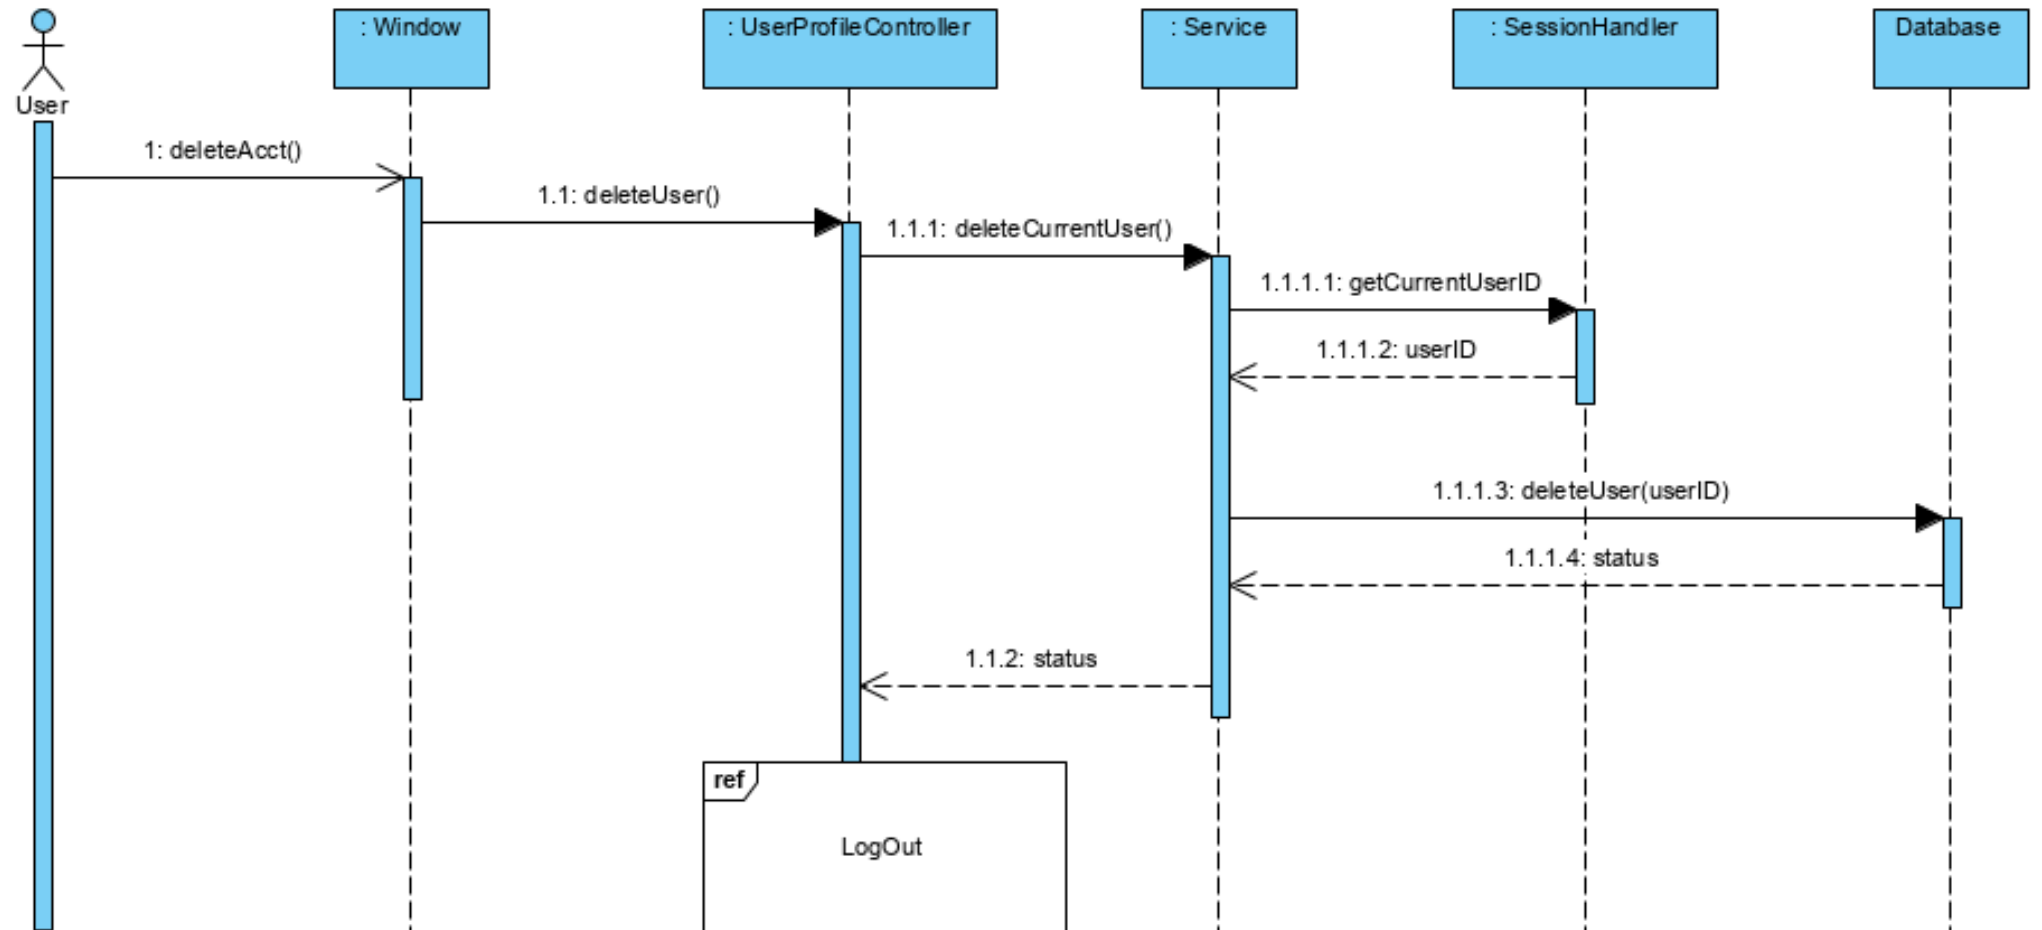 : Window
: UserProfileController
: Service
: SessionHandler
Database
User
1: deleteAcct()
1.1: deleteUser()
1.1.1: deleteCurrentUser()
1.1.1.1: getCurrentUserID
1.1.1.2: userID
1.1.1.3: deleteUser(userID)
1.1.1.4: status
1.1.2: status
ref
LogOut